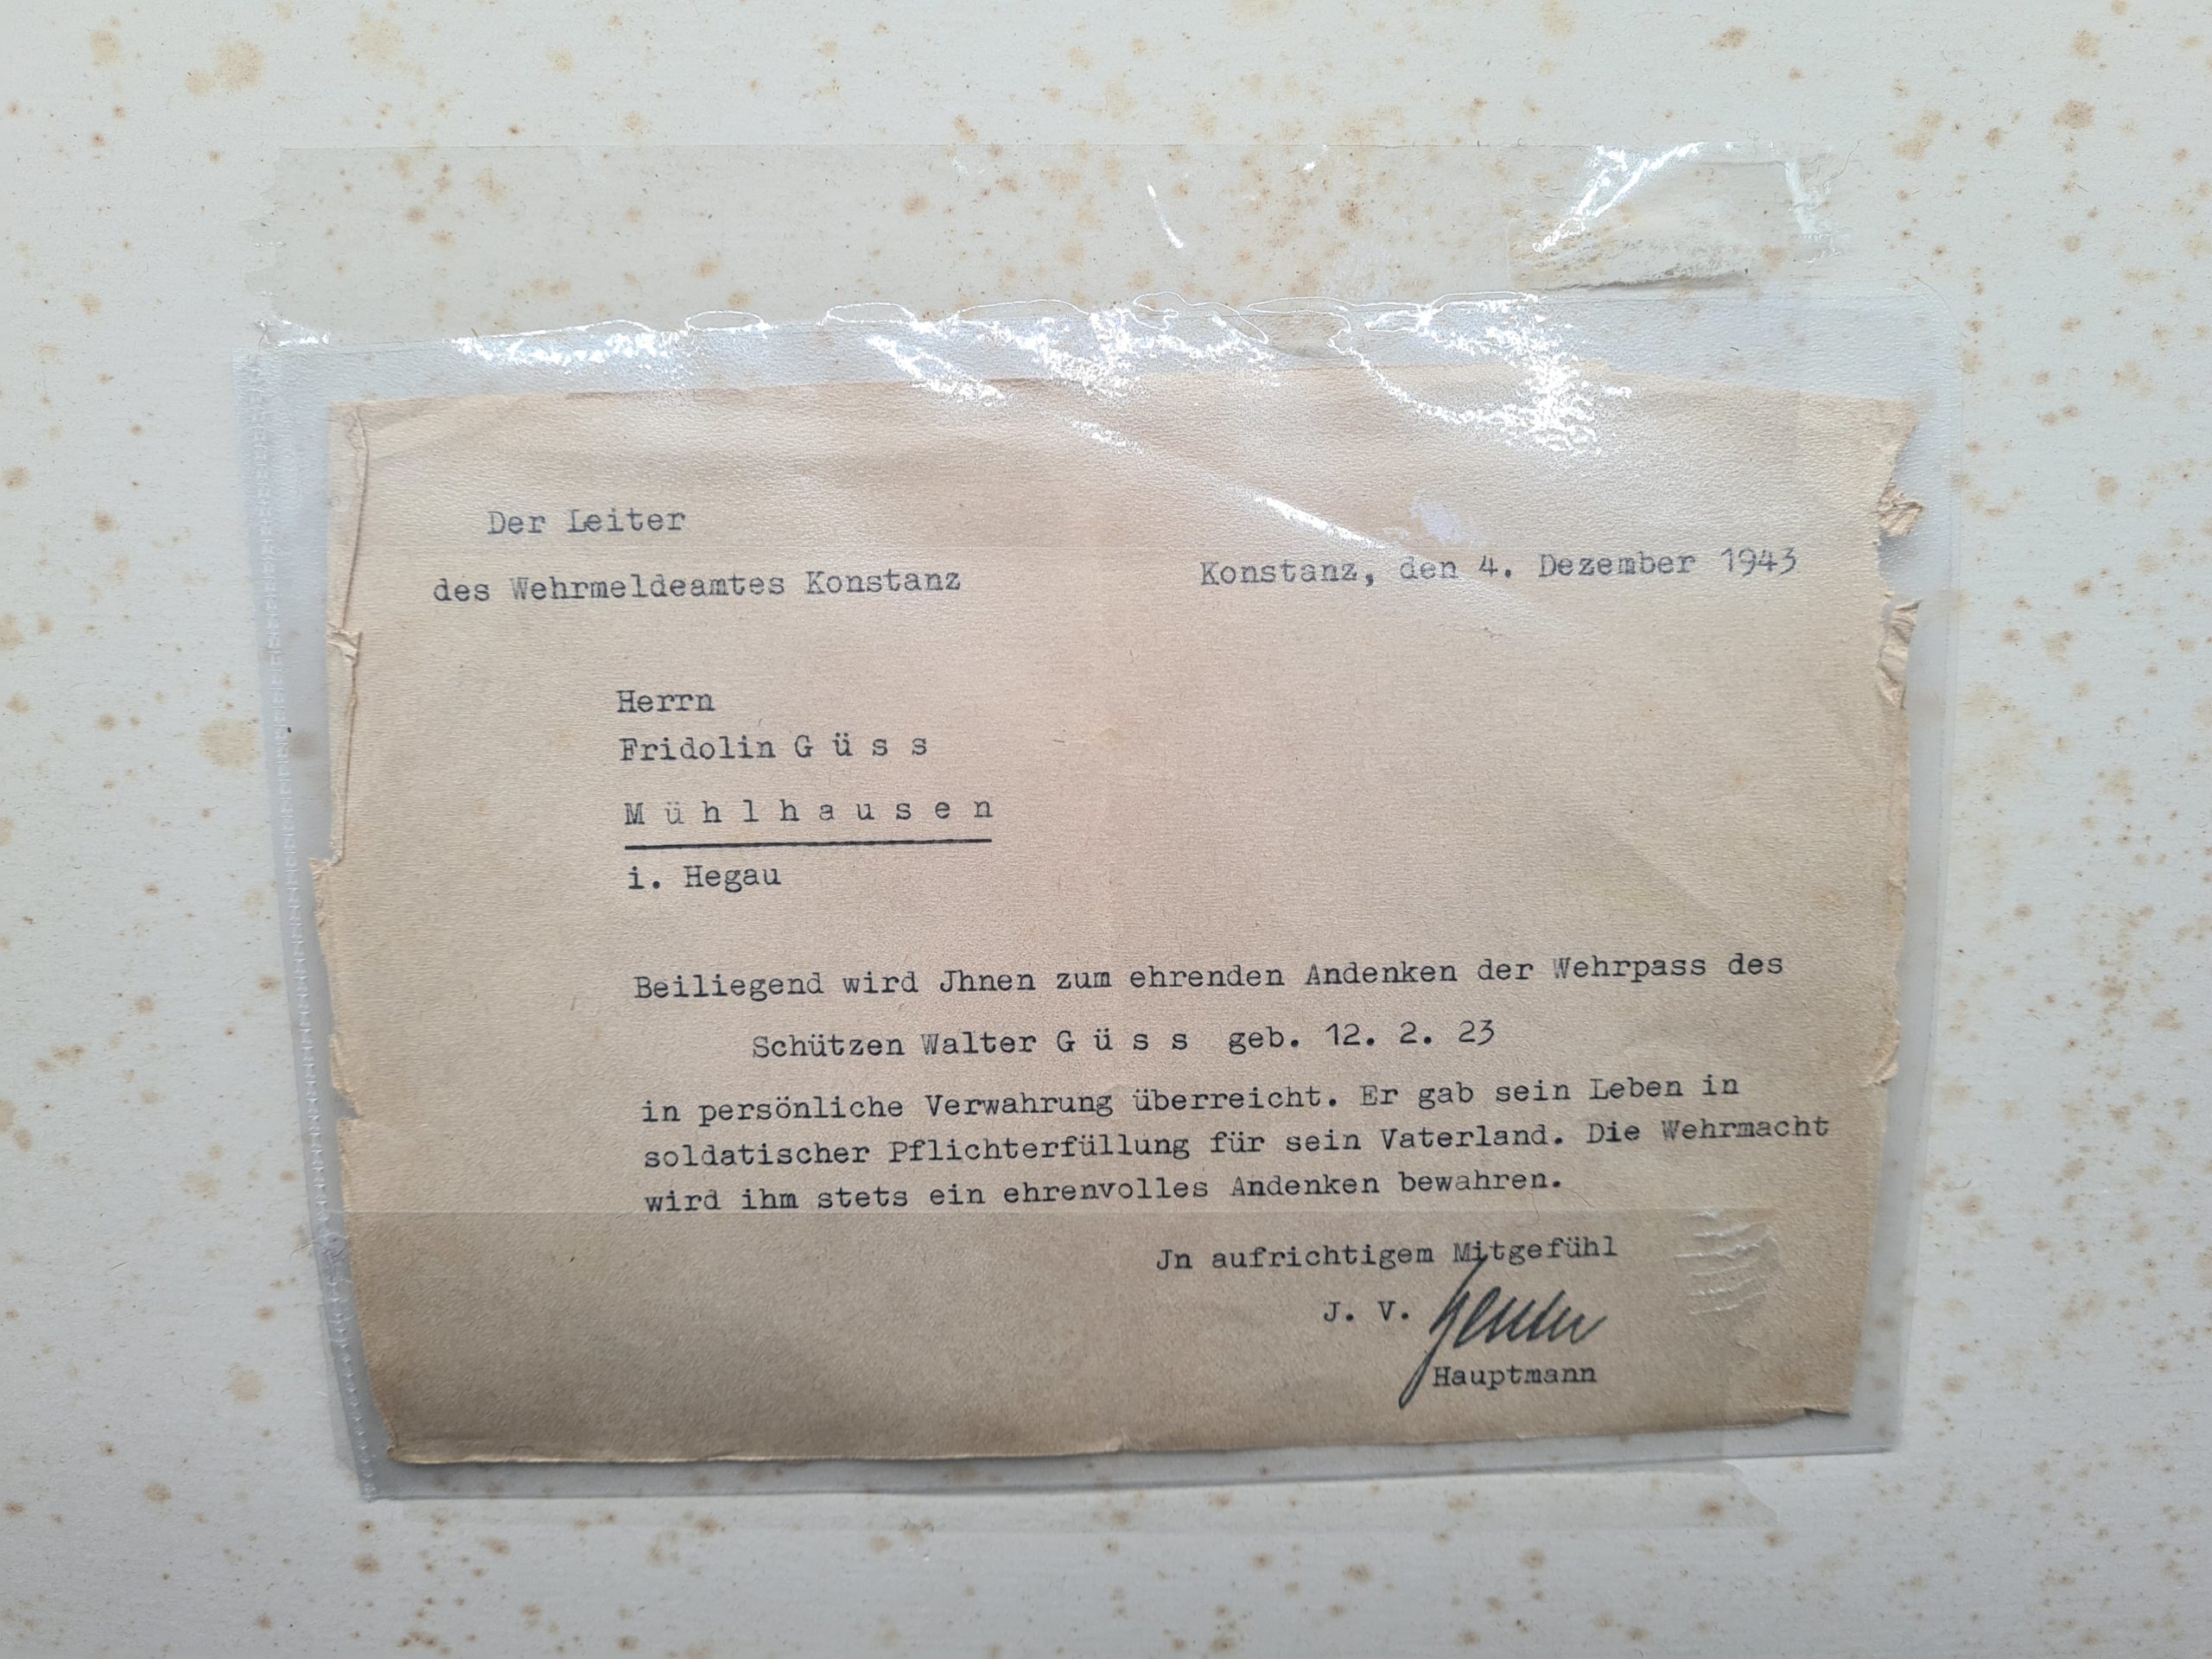 Der Leiter
des Wehrmeldeamtes Konstanz
Konstanz, den 4. Dezember 1943
Herrn
Fridolin G ü s s
M ü h l h a u s e n
i. Hegau
Beiliegend wird Jhnen zum ehrenden Andenken der Wehrpass des
Schützen Walter G ü s s geb. 12. 2. 23
in persönliche Verwahrung überreicht. Er gab sein Leben in
soldatischer Pflichterfüllung für sein Vaterland. Die Wehrmacht
wird ihm stets ein ehrenvolles Andenken bewahren.
Jn aufrichtigem Mitgefühl
J. V.
Hauptmann